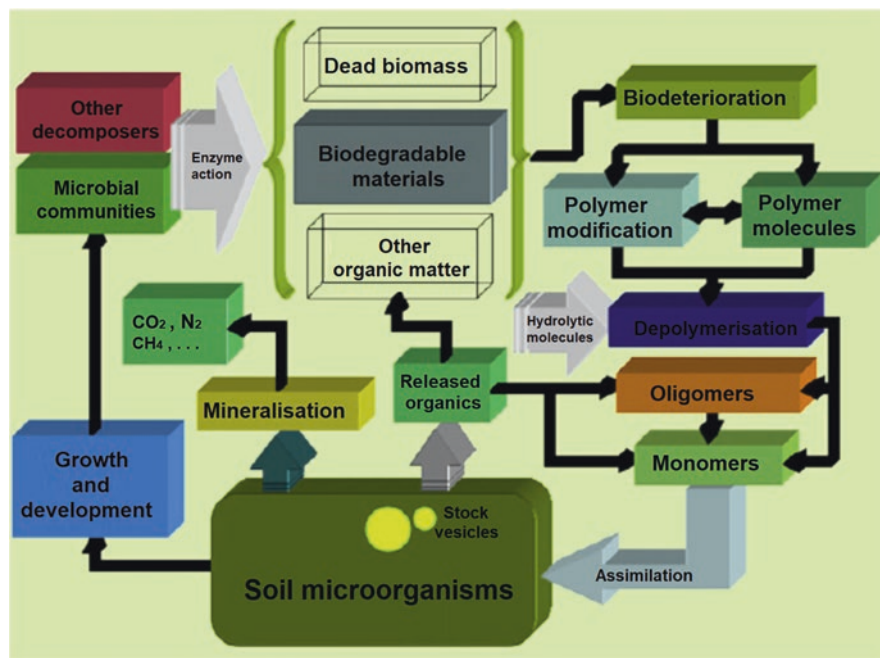 Dead biomass
Biodegradable
materials
Other
organic matter
Other
decomposers
Microbial
communities
Enzyme
action
Biodeterioration
Polymer
modification
Polymer
molecules
Hydrolytic
molecules
Depolymerisation
CO₂ , N₂
CH₄ , . . .
Mineralisation
Released
organics
Oligomers
Monomers
Growth
and
development
Stock
vesicles
Soil microorganisms
Assimilation